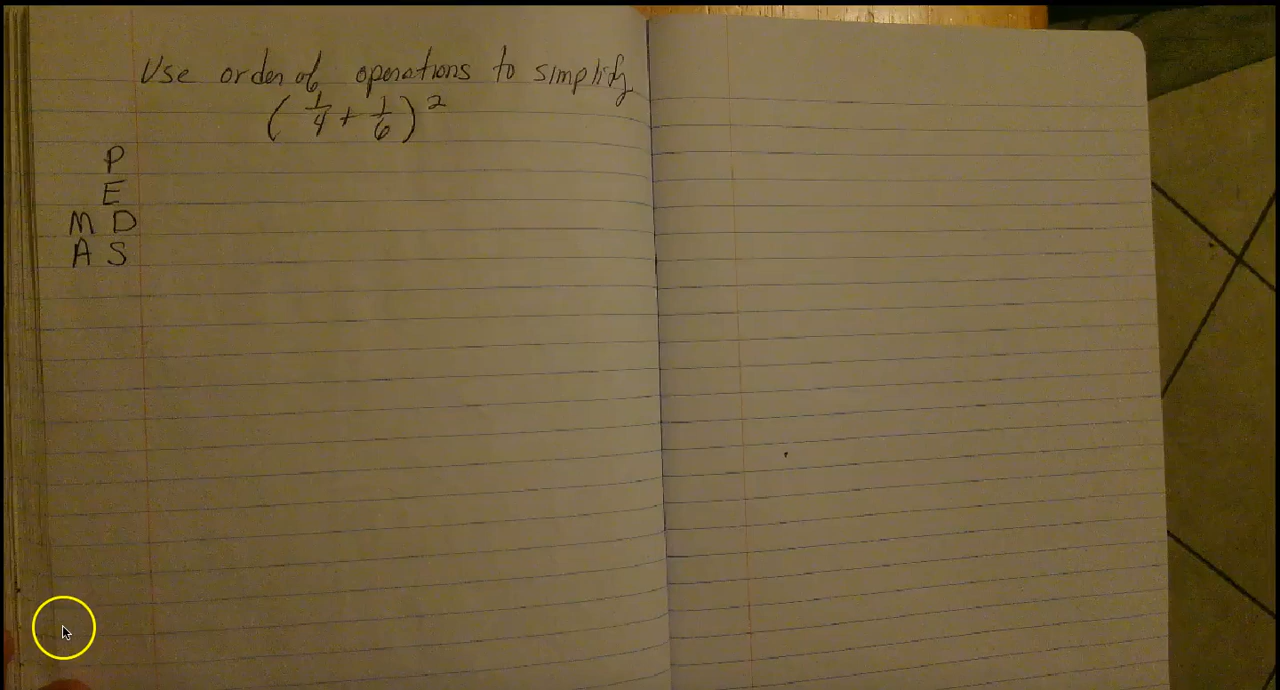 Use order of operations to simplify
( 1/4 + 1/6 )²
P
E
M D
A S